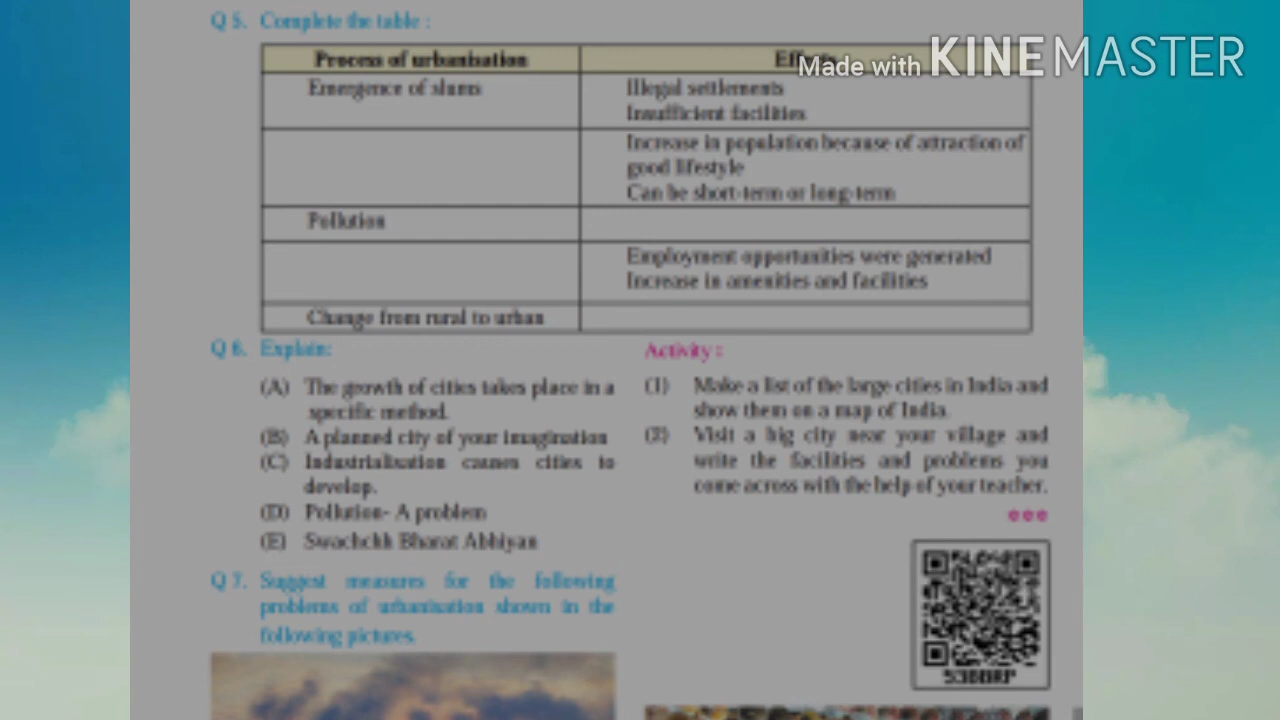 Q 5. Complete the table :
Made with KINEMASTER
Process of urbanisation
Emergence of slums Illegal settlements
Insufficient facilities
Increase in population because of attraction of
good lifestyle
Can be short-term or long-term
Pollution
Employment opportunities were generated
Increase in amenities and facilities
Change from rural to urban
Q 6. Explain:
(A) The growth of cities takes place in a
specific method.
(B) A planned city of your imagination
(C) Industrialisation causes cities to
develop.
(D) Pollution- A problem
(E) Swachchh Bharat Abhiyan
Q 7. Suggest measures for the following
problems of urbanisation shown in the
following pictures.
Activity :
(1) Make a list of the large cities in India and
show them on a map of India.
(2) Visit a big city near your village and
write the facilities and problems you
come across with the help of your teacher.